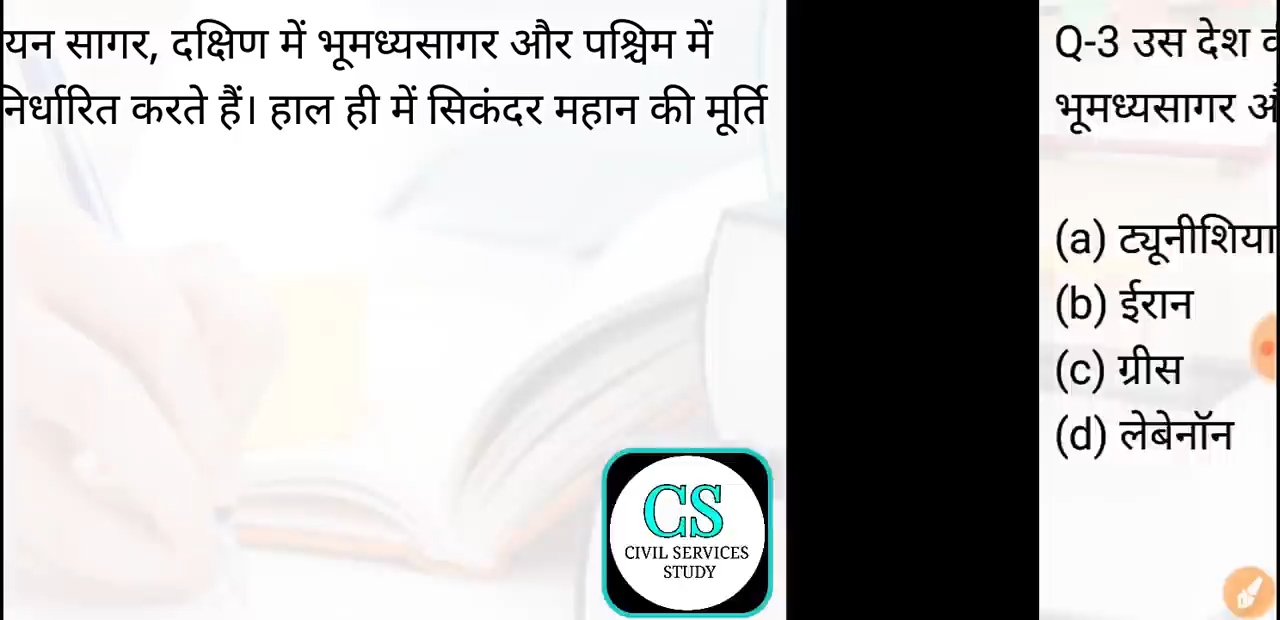 यन सागर, दक्षिण में भूमध्यसागर और पश्चिम में
निर्धारित करते हैं। हाल ही में सिकंदर महान की मूर्ति
CS
CIVIL SERVICES
STUDY
Q-3 उस देश
भूमध्यसागर
(a) ट्यूनीशिया
(b) ईरान
(c) ग्रीस
(d) लेबेनॉन